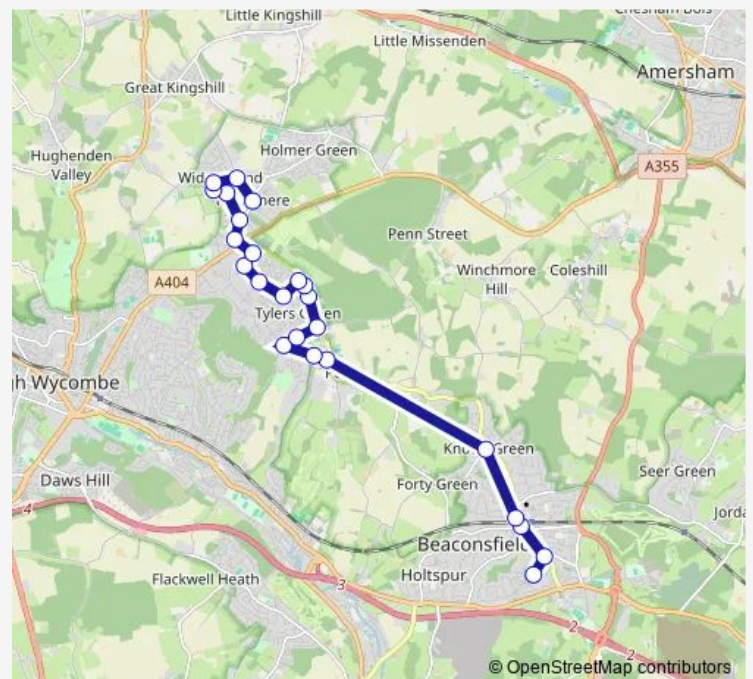 Chesham Bois
Little Kingshill
Little Missenden
Amersham
Great Kingshill
Hughenden
Valley
Holmer Green
A355
Penn Street
Winchmore
Hill
Coleshill
A404
gh Wycombe
Seer Green
Forty Green
Daws Hill
4
Beaconsfield
Holtspur
Flackwell Heath
3
2
2
© OpenStreetMap contributors